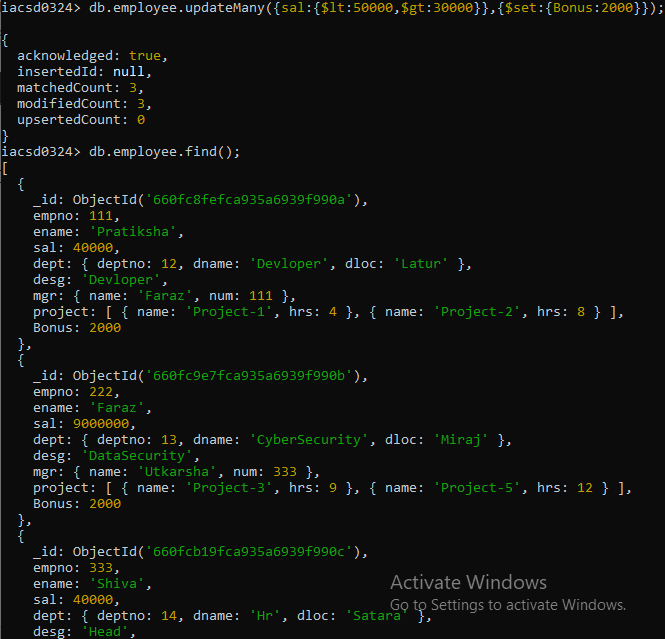 iacsd0324> db.employee.updateMany({sal:{$lt:50000,$gt:30000}},{$set:{Bonus:2000}});
{
  acknowledged: true,
  insertedId: null,
  matchedCount: 3,
  modifiedCount: 3,
  upsertedCount: 0
}
iacsd0324> db.employee.find();
[
  {
    _id: ObjectId('660fc8fefca935a6939f990a'),
    empno: 111,
    ename: 'Pratiksha',
    sal: 40000,
    dept: { deptno: 12, dname: 'Devloper', dloc: 'Latur' },
    desg: 'Devloper',
    mgr: { name: 'Faraz', num: 111 },
    project: [ { name: 'Project-1', hrs: 4 }, { name: 'Project-2', hrs: 8 } ],
    Bonus: 2000
  },
  {
    _id: ObjectId('660fc9e7fca935a6939f990b'),
    empno: 222,
    ename: 'Faraz',
    sal: 9000000,
    dept: { deptno: 13, dname: 'CyberSecurity', dloc: 'Miraj' },
    desg: 'DataSecurity',
    mgr: { name: 'Utkarsha', num: 333 },
    project: [ { name: 'Project-3', hrs: 9 }, { name: 'Project-5', hrs: 12 } ],
    Bonus: 2000
  },
  {
    _id: ObjectId('660fcb19fca935a6939f990c'),
    empno: 333,
    ename: 'Shiva',
    sal: 40000,
    dept: { deptno: 14, dname: 'Hr', dloc: 'Satara' },
    desg: 'Head',
Activate Windows
Go to Settings to activate Windows.